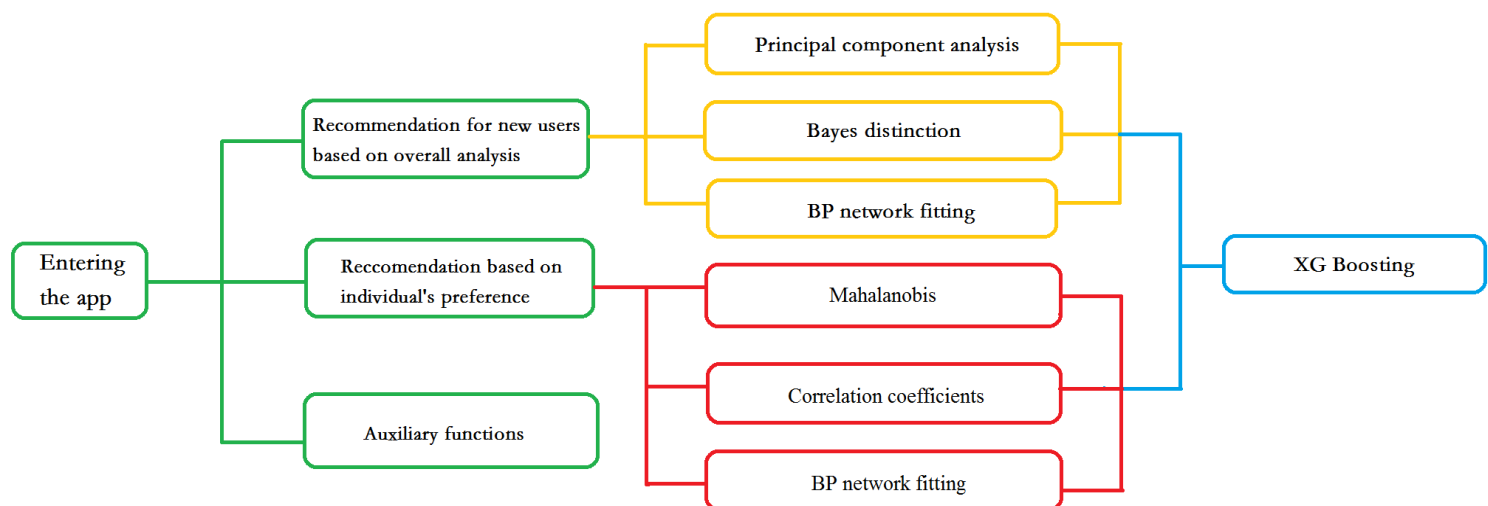 Entering
the app
Recommendation for new users
based on overall analysis
Reccomendation based on
individual's preference
Auxiliary functions
Principal component analysis
Bayes distinction
BP network fitting
Mahalanobis
Correlation coefficients
BP network fitting
XG Boosting